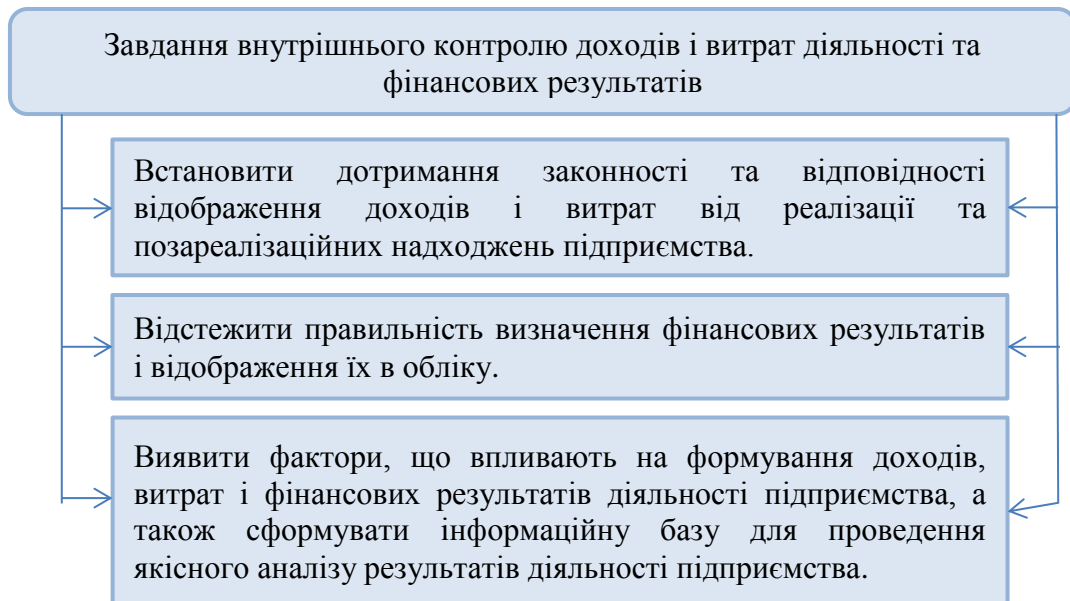 Завдання внутрішнього контролю доходів і витрат діяльності та
фінансових результатів
Встановити дотримання законності та відповідності
відображення доходів і витрат від реалізації та
позареалізаційних надходжень підприємства.
Відстежити правильність визначення фінансових результатів
і відображення їх в обліку.
Виявити фактори, що впливають на формування доходів,
витрат і фінансових результатів діяльності підприємства, а
також сформувати інформаційну базу для проведення
якісного аналізу результатів діяльності підприємства.